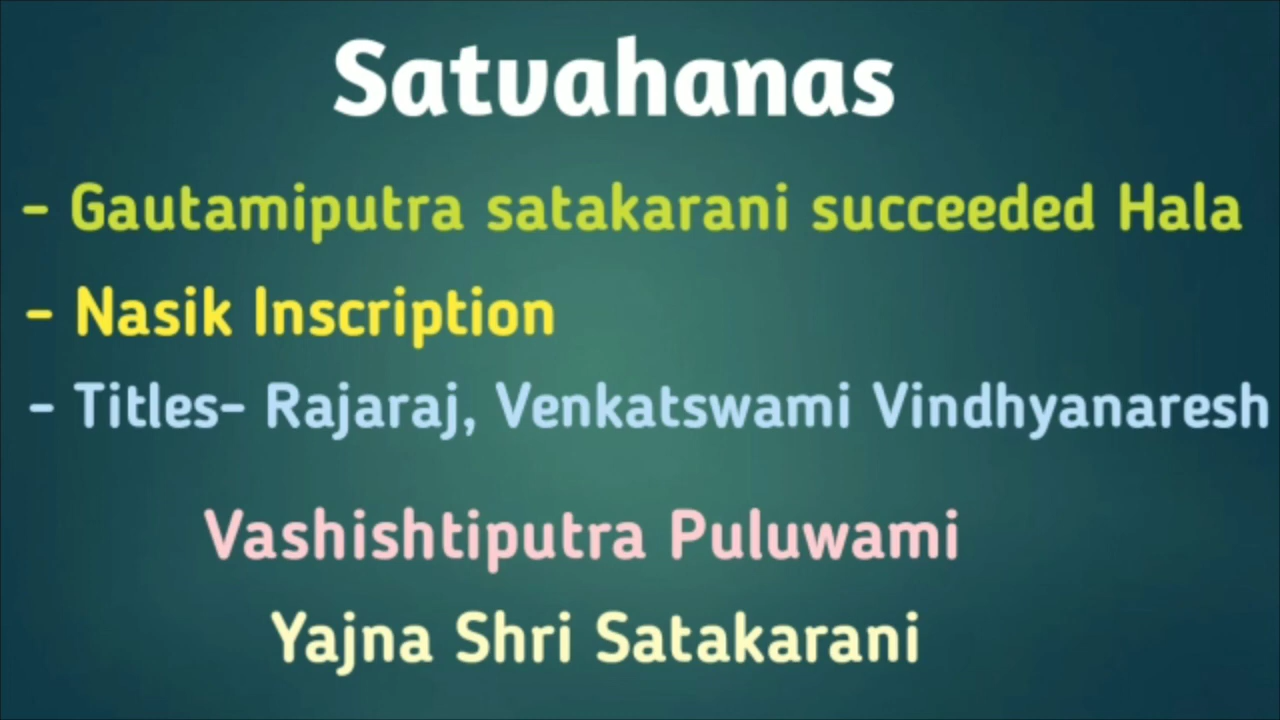 Satvahanas
- Gautamiputra satakarani succeeded Hala
- Nasik Inscription
- Titles- Rajaraj, Venkatswami Vindhyanaresh
Vashishtiputra Puluwami
Yajna Shri Satakarani